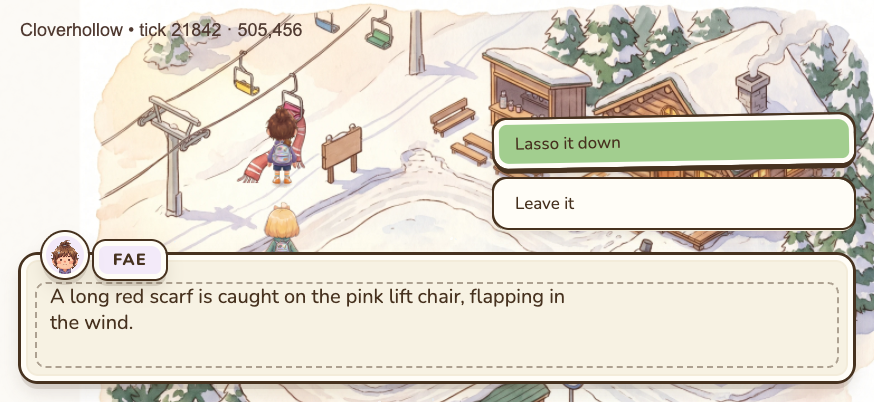 Cloverhollow • tick 21842 · 505,456
Lasso it down
Leave it
FAE
A long red scarf is caught on the pink lift chair, flapping in
the wind.